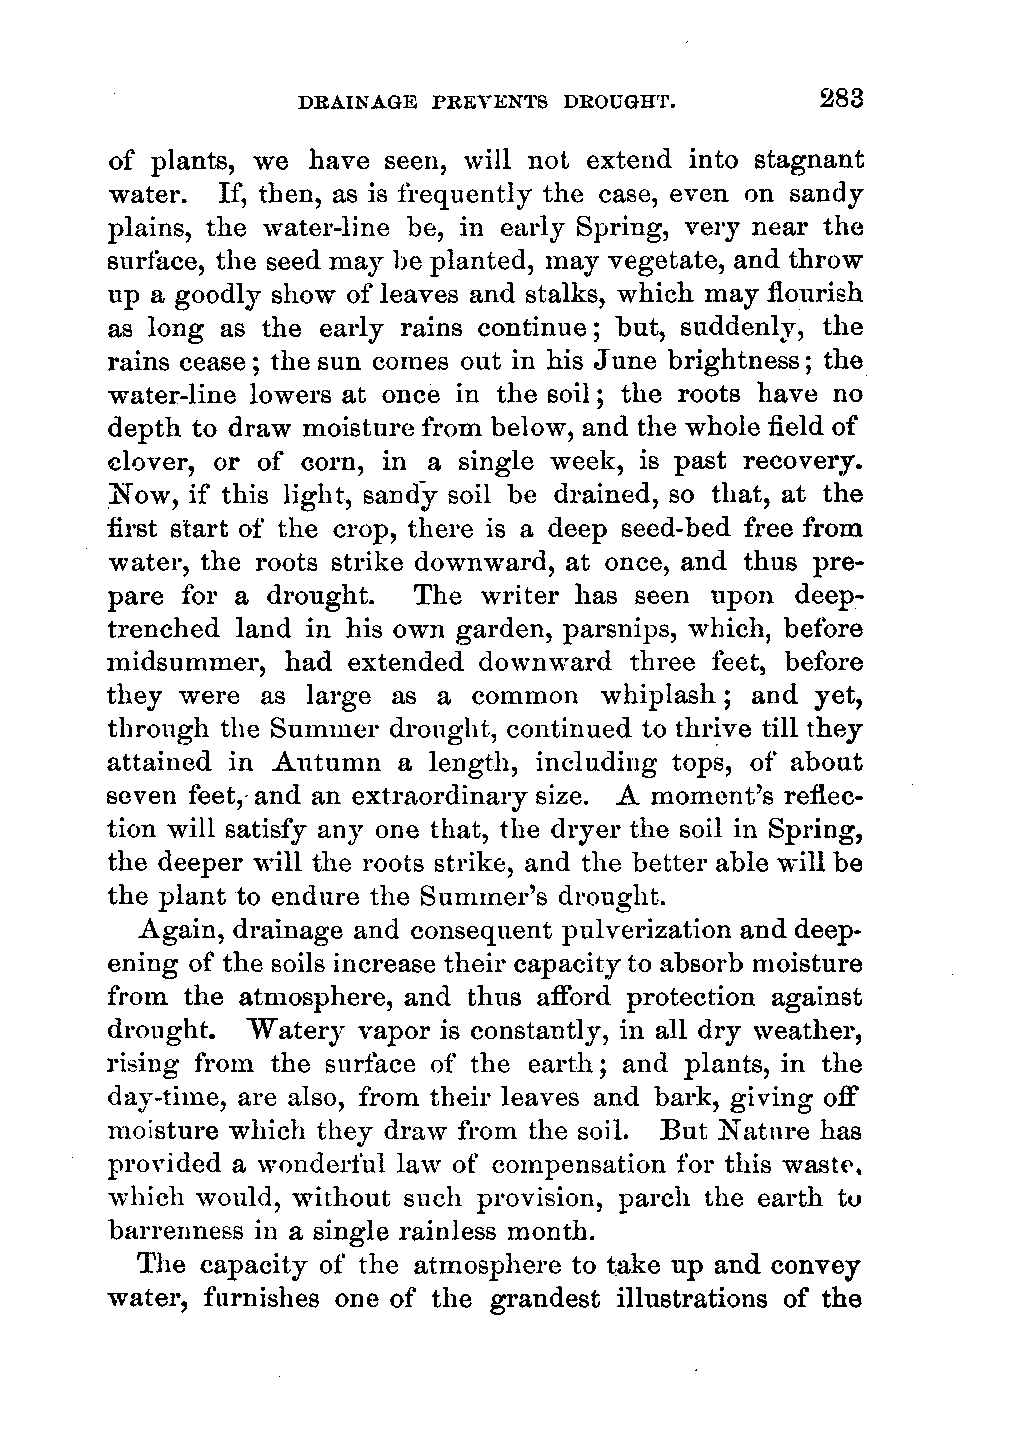 DRAINAGE PREVENTS DROUGHT. 283
of plants, we have seen, will not extend into stagnant
water. If, then, as is frequently the case, even on sandy
plains, the water-line be, in early Spring, very near the
surface, the seed may be planted, may vegetate, and throw
up a goodly show of leaves and stalks, which may flourish
as long as the early rains continue; but, suddenly, the
rains cease; the sun comes out in his June brightness; the
water-line lowers at once in the soil; the roots have no
depth to draw moisture from below, and the whole field of
clover, or of corn, in a single week, is past recovery.
Now, if this light, sandy soil be drained, so that, at the
first start of the crop, there is a deep seed-bed free from
water, the roots strike downward, at once, and thus pre-
pare for a drought. The writer has seen upon deep-
trenched land in his own garden, parsnips, which, before
midsummer, had extended downward three feet, before
they were as large as a common whiplash; and yet,
through the Summer drought, continued to thrive till they
attained in Autumn a length, including tops, of about
seven feet, and an extraordinary size. A moment's reflec-
tion will satisfy any one that, the dryer the soil in Spring,
the deeper will the roots strike, and the better able will be
the plant to endure the Summer's drought.
Again, drainage and consequent pulverization and deep-
ening of the soils increase their capacity to absorb moisture
from the atmosphere, and thus afford protection against
drought. Watery vapor is constantly, in all dry weather,
rising from the surface of the earth; and plants, in the
day-time, are also, from their leaves and bark, giving off
moisture which they draw from the soil. But Nature has
provided a wonderful law of compensation for this waste,
which would, without such provision, parch the earth to
barrenness in a single rainless month.
The capacity of the atmosphere to take up and convey
water, furnishes one of the grandest illustrations of the